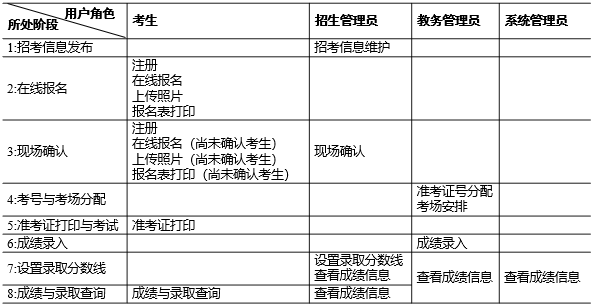 用户角色
所处阶段
考生
招生管理员
教务管理员
系统管理员
1:招考信息发布
招考信息维护
2:在线报名
注册
在线报名
上传照片
报名表打印
3:现场确认
注册
在线报名（尚未确认考生）
上传照片（尚未确认考生）
报名表打印（尚未确认考生）
现场确认
4:考号与考场分配
准考证号分配
考场安排
5:准考证打印与考试
准考证打印
6:成绩录入
成绩录入
7:设置录取分数线
设置录取分数线
查看成绩信息
查看成绩信息
查看成绩信息
8:成绩与录取查询
成绩与录取查询
查看成绩信息